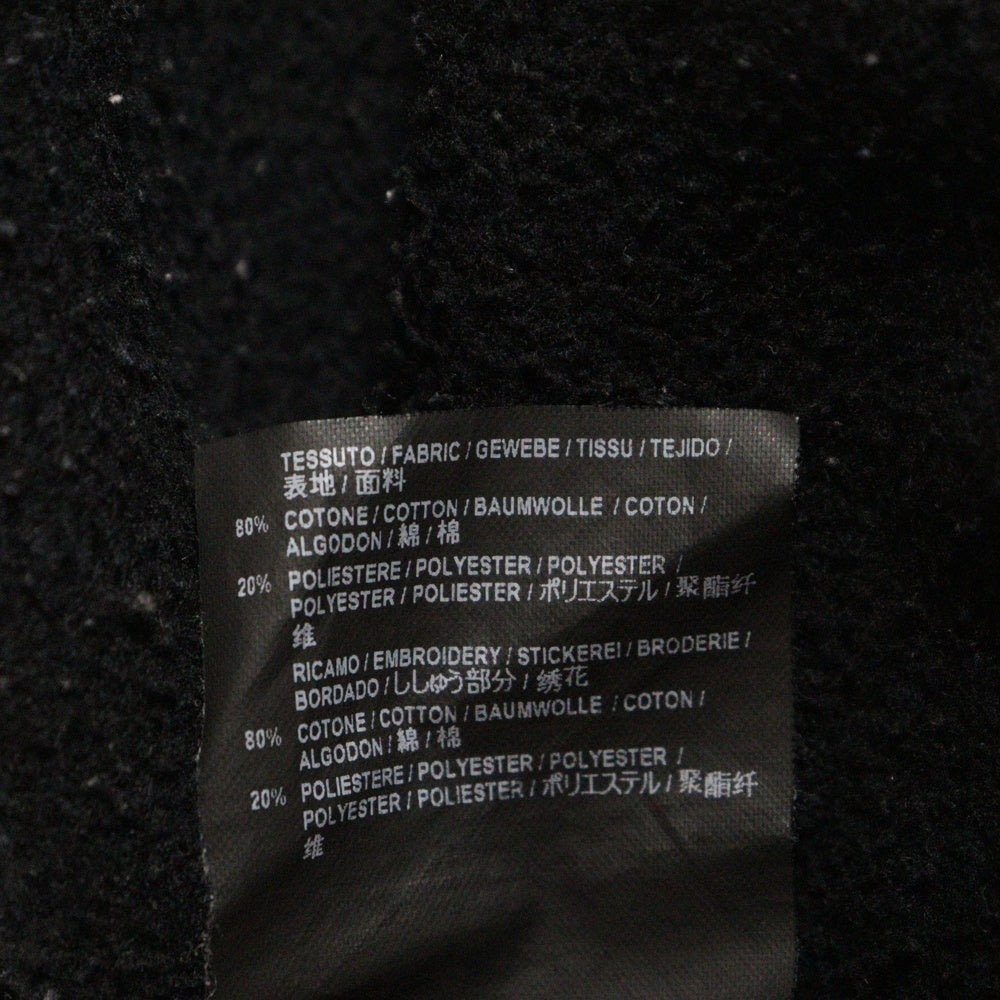 TESSUTO / FABRIC / GEWEBE / TISSU / TEJIDO /
表地 / 面料
80% COTONE / COTTON / BAUMWOLLE / COTON /
ALGODON / 綿 / 棉
20% POLIESTERE / POLYESTER / POLYESTER /
POLYESTER / POLIESTER / ポリエステル / 聚酯纤
维
RICAMO / EMBROIDERY / STICKEREI / BRODERIE /
BORDADO / ししゅう部分 / 绣花
80% COTONE / COTTON / BAUMWOLLE / COTON /
ALGODON / 綿 / 棉
20% POLIESTERE / POLYESTER / POLYESTER /
POLYESTER / POLIESTER / ポリエステル / 聚酯纤
维